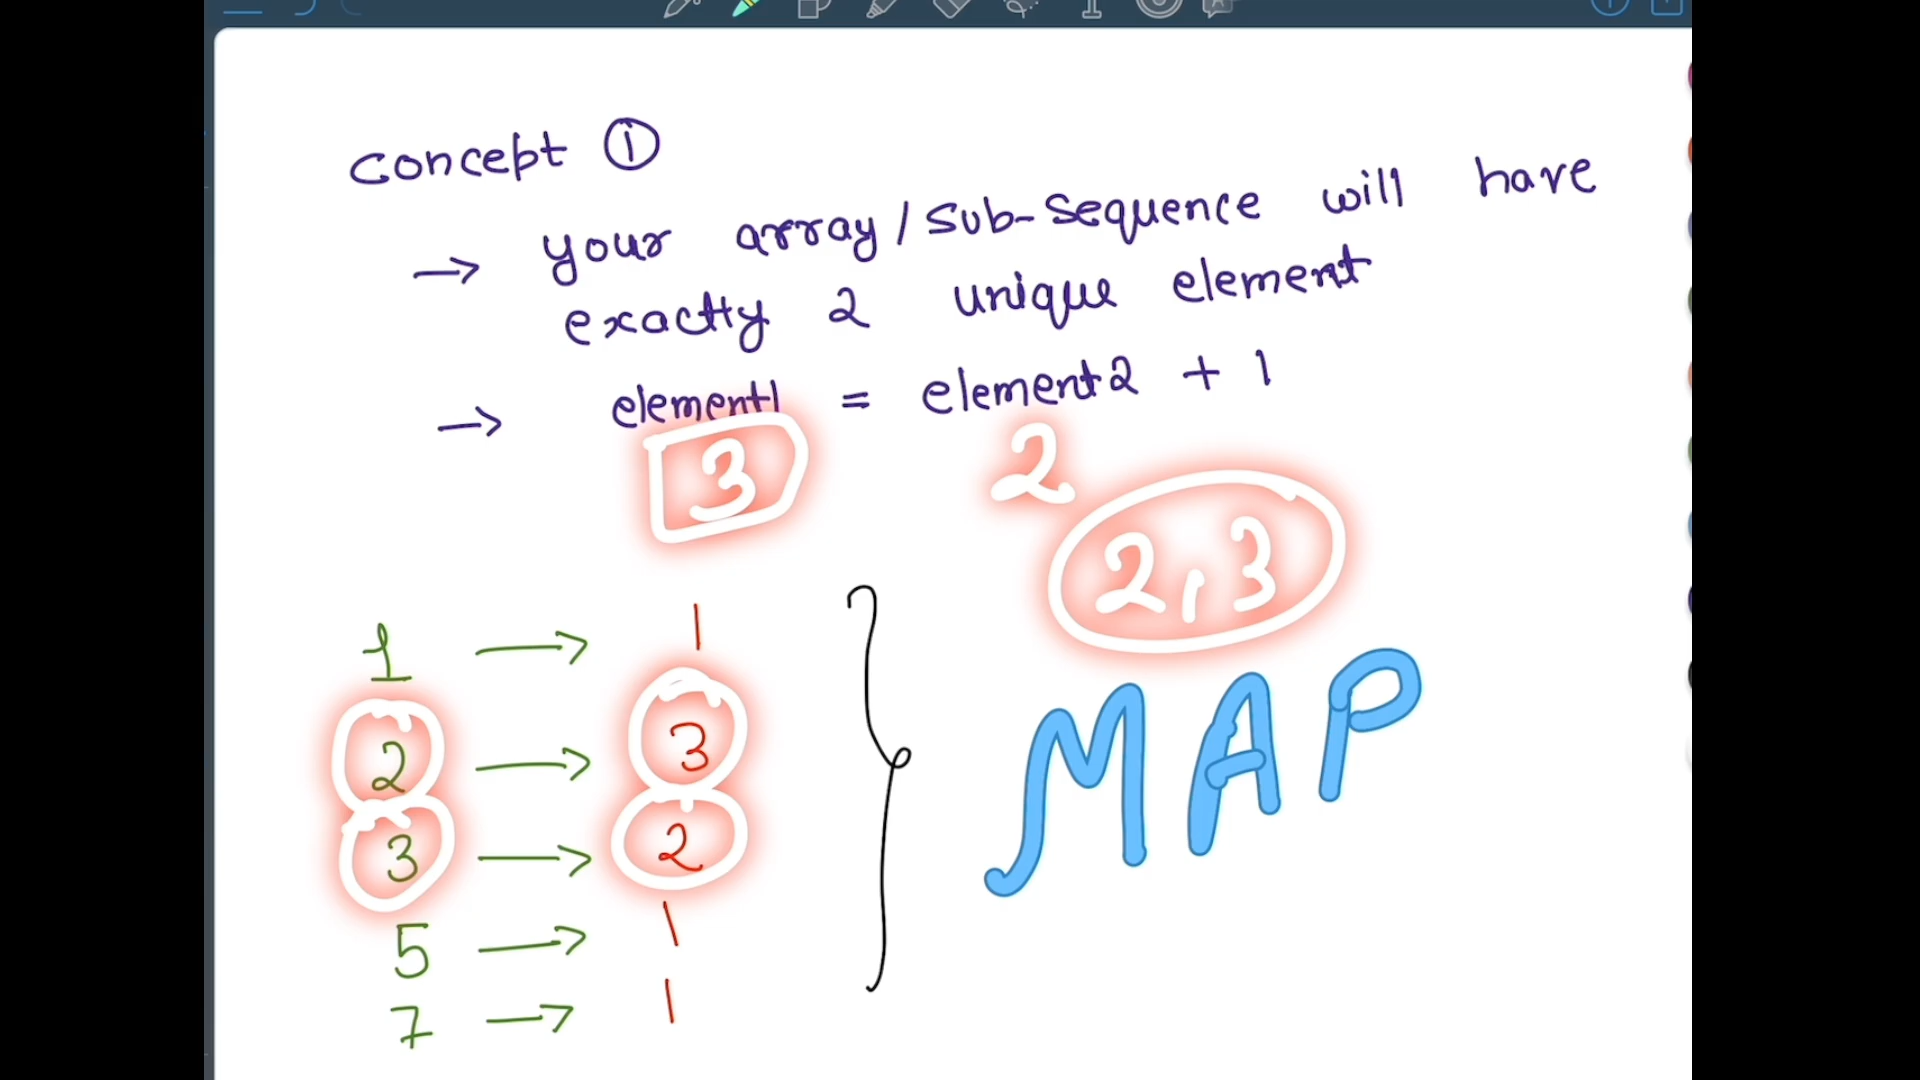 concept ①
→ your array / sub-sequence will have
exactly 2 unique element
→ element1 = element2 + 1
3 2
2,3
1 → 1
2 → 3
3 → 2
5 → 1
7 → 1
MAP